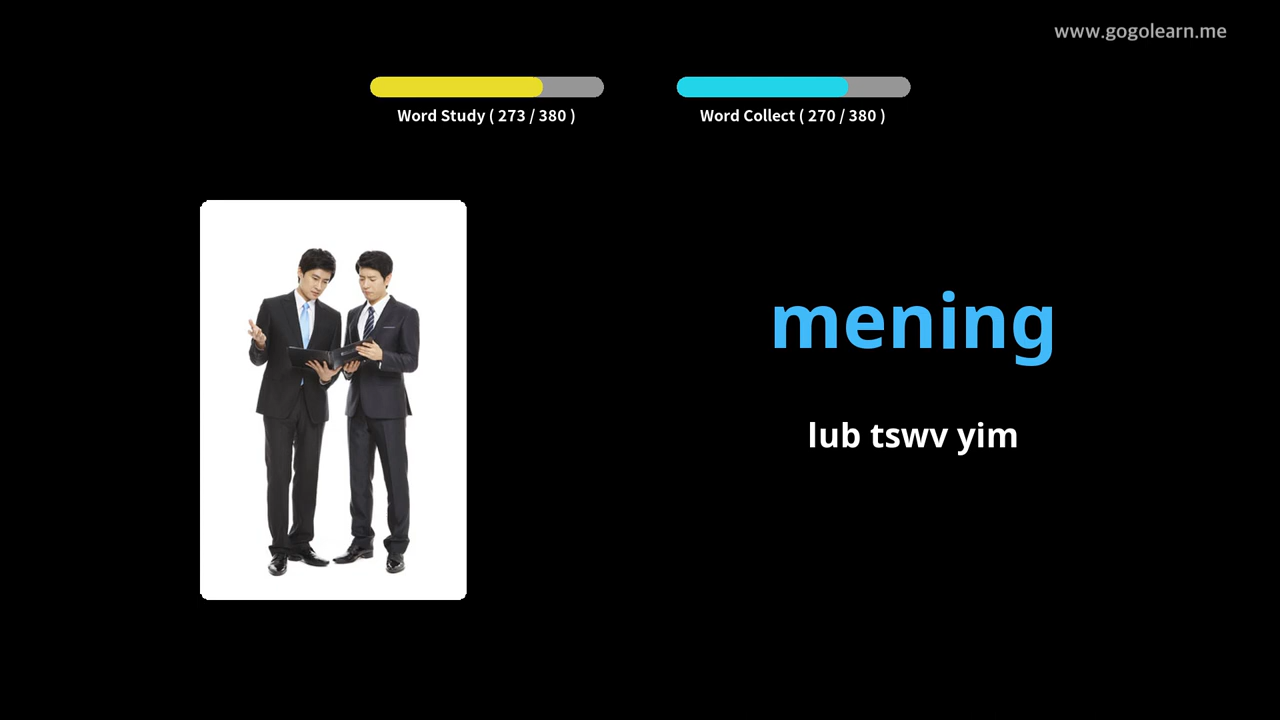 www.gogolearn.me
Word Study ( 273 / 380 )
Word Collect ( 270 / 380 )
mening
lub tswv yim